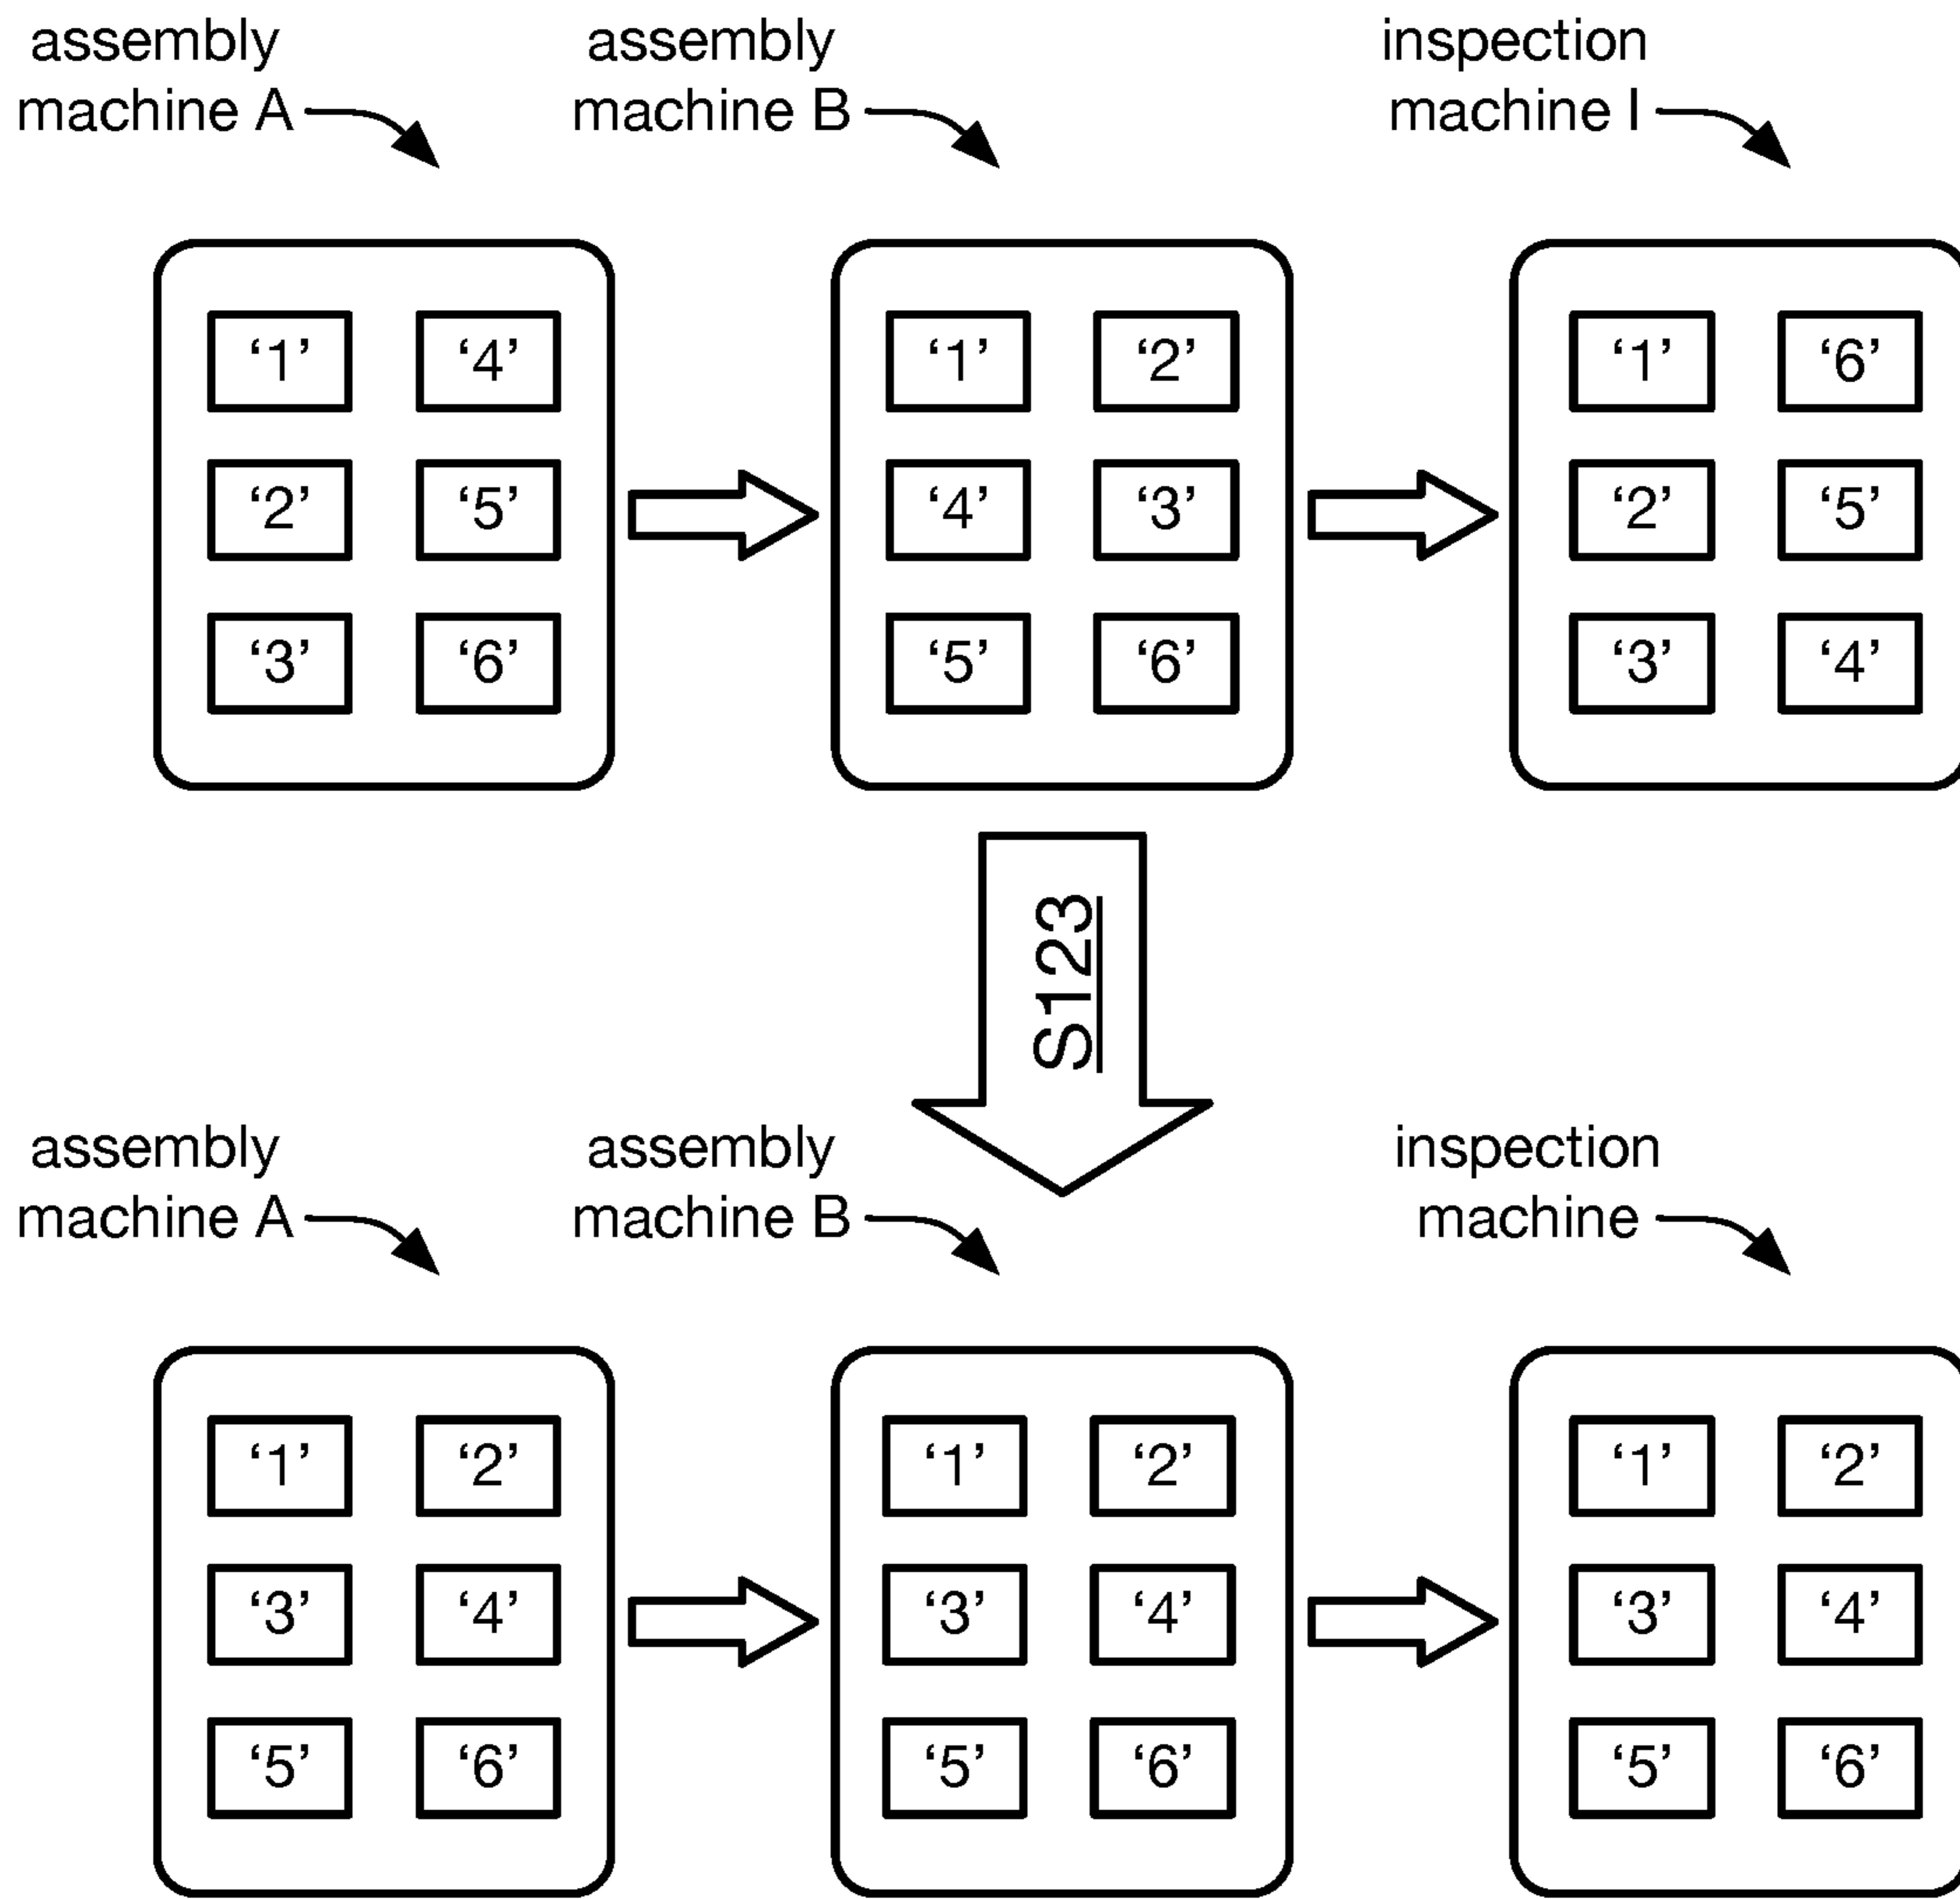 assembly
machine A
assembly
machine B
inspection
machine I
‘1’ ‘4’
‘2’ ‘5’
‘3’ ‘6’
‘1’ ‘2’
‘4’ ‘3’
‘5’ ‘6’
‘1’ ‘6’
‘2’ ‘5’
‘3’ ‘4’
S123
assembly
machine A
assembly
machine B
inspection
machine
‘1’ ‘2’
‘3’ ‘4’
‘5’ ‘6’
‘1’ ‘2’
‘3’ ‘4’
‘5’ ‘6’
‘1’ ‘2’
‘3’ ‘4’
‘5’ ‘6’